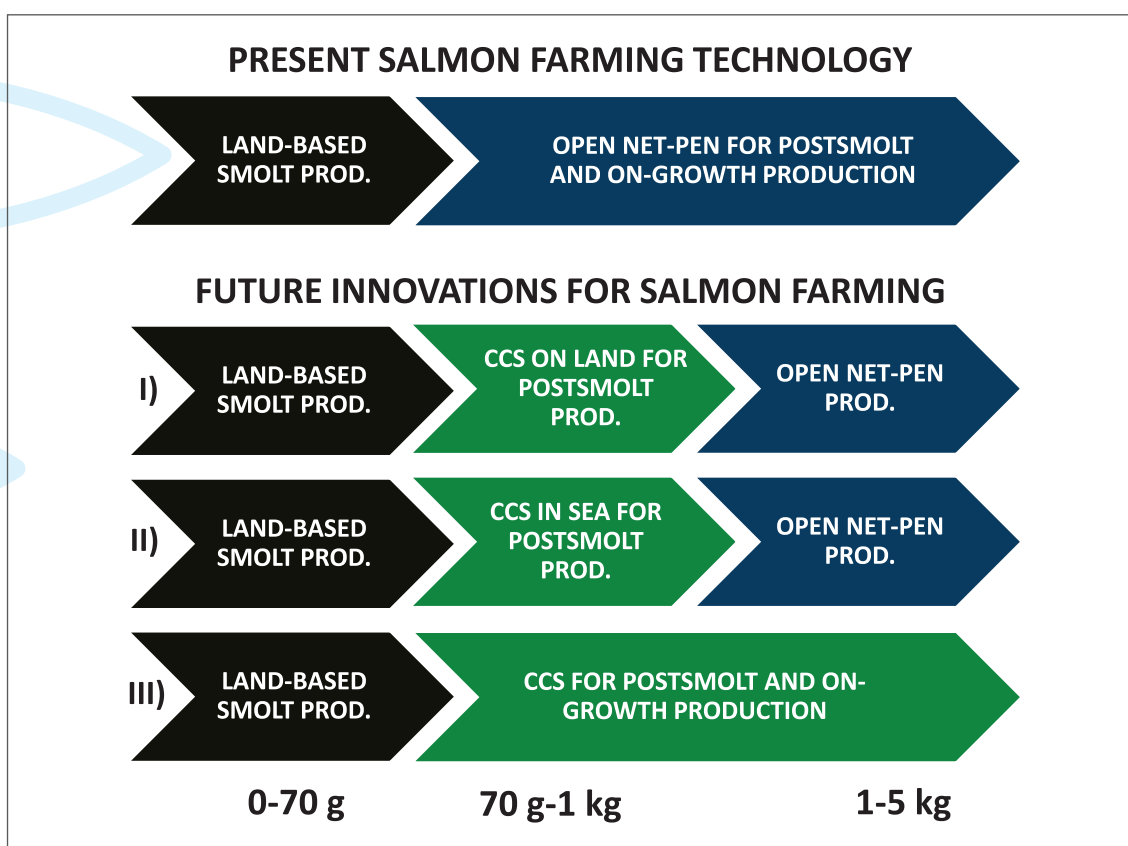 PRESENT SALMON FARMING TECHNOLOGY
LAND-BASED
SMOLT PROD.
OPEN NET-PEN FOR POSTSMOLT
AND ON-GROWTH PRODUCTION
FUTURE INNOVATIONS FOR SALMON FARMING
I)
LAND-BASED
SMOLT PROD.
CCS ON LAND FOR
POSTSMOLT
PROD.
OPEN NET-PEN
PROD.
II)
LAND-BASED
SMOLT PROD.
CCS IN SEA FOR
POSTSMOLT
PROD.
OPEN NET-PEN
PROD.
III)
LAND-BASED
SMOLT PROD.
CCS FOR POSTSMOLT AND ON-
GROWTH PRODUCTION
0-70 g
70 g-1 kg
1-5 kg